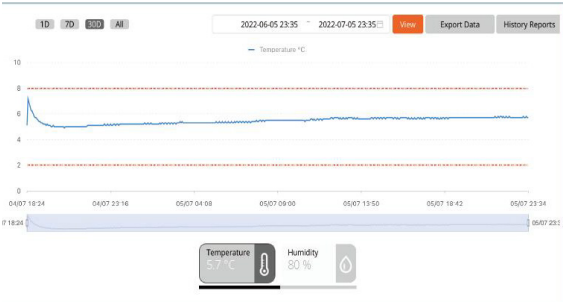 1D 7D 30D All 2022-06-05 23:35 ~ 2022-07-05 23:35 View Export Data History Reports
Temperature °C
10
8
6
4
2
0
04/07 18:24 04/07 23:16 05/07 04:08 05/07 09:00 05/07 13:50 05/07 18:42 05/07 23:34
/7 18:24 05/07 23:3
Temperature Humidity
5.7 °C 80 %